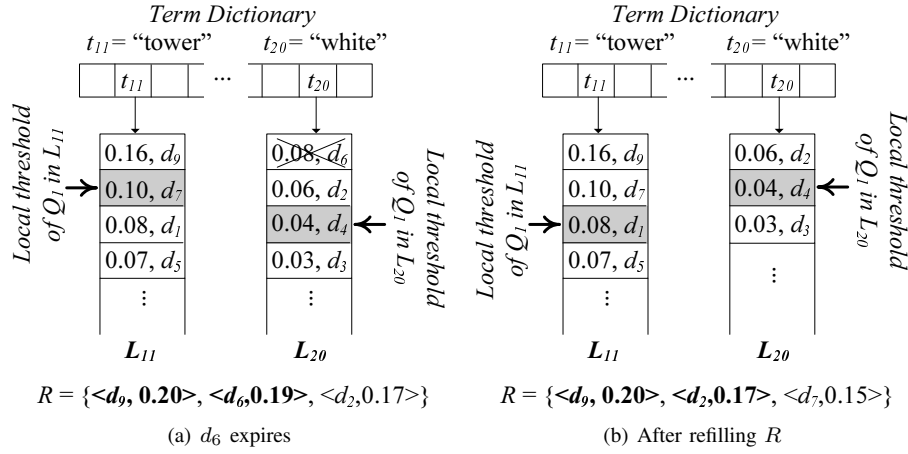 Term Dictionary
t11= “tower” t20= “white”
t11 ... t20
Local threshold
of Q1 in L11
0.16, d9
0.10, d7
0.08, d1
0.07, d5
⋮
L11
0.08, d6
0.06, d2
0.04, d4
0.03, d3
⋮
L20
Local threshold
of Q1 in L20
R = {<d9, 0.20>, <d6,0.19>, <d2,0.17>}
(a) d6 expires
Term Dictionary
t11= “tower” t20= “white”
t11 ... t20
Local threshold
of Q1 in L11
0.16, d9
0.10, d7
0.08, d1
0.07, d5
⋮
L11
0.06, d2
0.04, d4
0.03, d3
⋮
L20
Local threshold
of Q1 in L20
R = {<d9, 0.20>, <d2,0.17>, <d7,0.15>}
(b) After refilling R